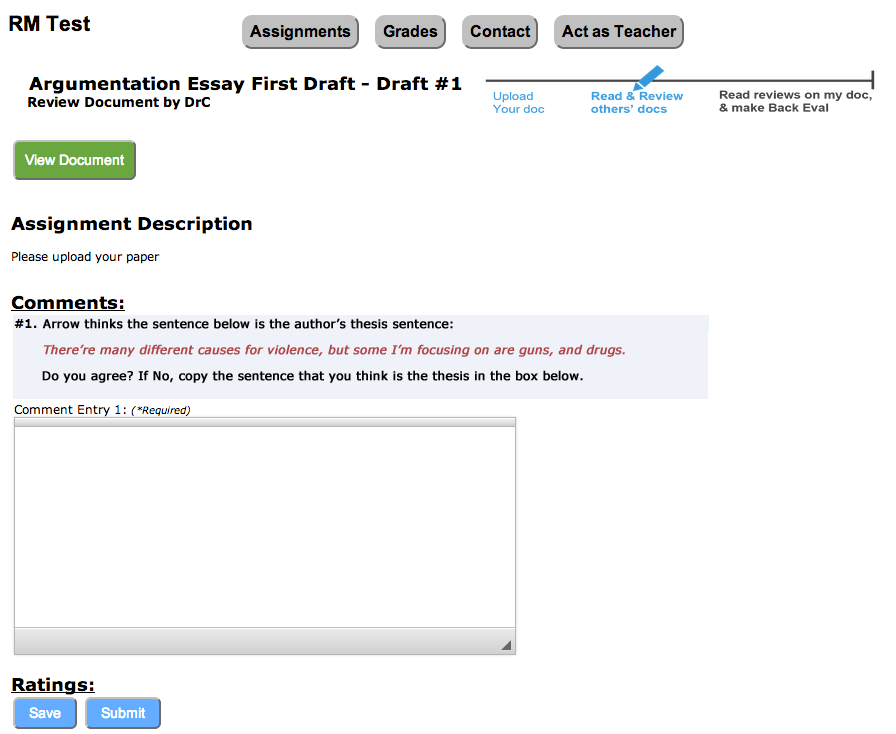 RM Test
Assignments
Grades
Contact
Act as Teacher
Argumentation Essay First Draft - Draft #1
Review Document by DrC
Upload
Your doc
Read & Review
others' docs
Read reviews on my doc,
& make Back Eval
View Document
Assignment Description
Please upload your paper
Comments:
#1. Arrow thinks the sentence below is the author’s thesis sentence:
There’re many different causes for violence, but some I’m focusing on are guns, and drugs.
Do you agree? If No, copy the sentence that you think is the thesis in the box below.
Comment Entry 1: (*Required)
Ratings:
Save
Submit